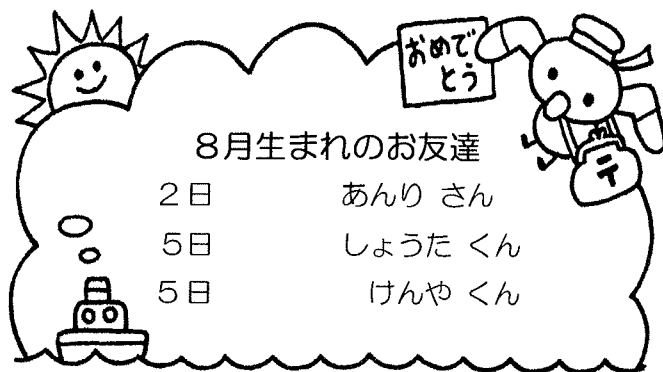 おめで
とう
8月生まれのお友達
2日 あんり さん
5日 しょうた くん
5日 けんや くん
〒